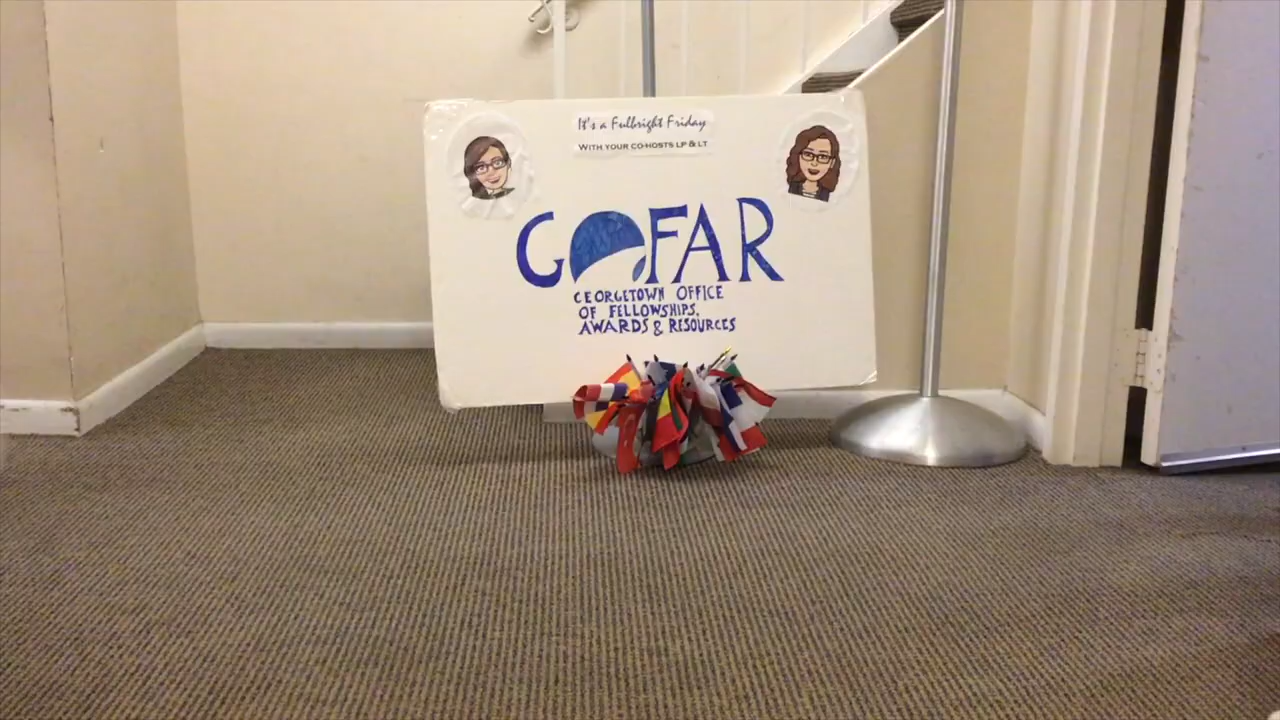 It's a Fulbright Friday
WITH YOUR CO-HOSTS LP & LT
GOFAR
GEORGETOWN OFFICE
OF FELLOWSHIPS,
AWARDS & RESOURCES